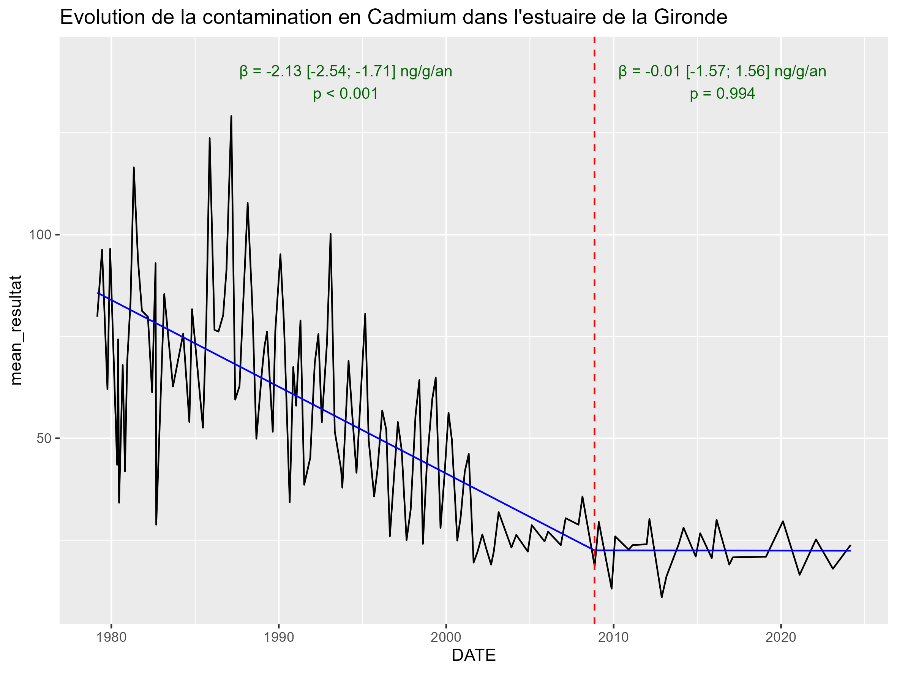 Evolution de la contamination en Cadmium dans l'estuaire de la Gironde
β = -2.13 [-2.54; -1.71] ng/g/an
p < 0.001
β = -0.01 [-1.57; 1.56] ng/g/an
p = 0.994
mean_resultat
100
50
1980
1990
2000
2010
2020
DATE